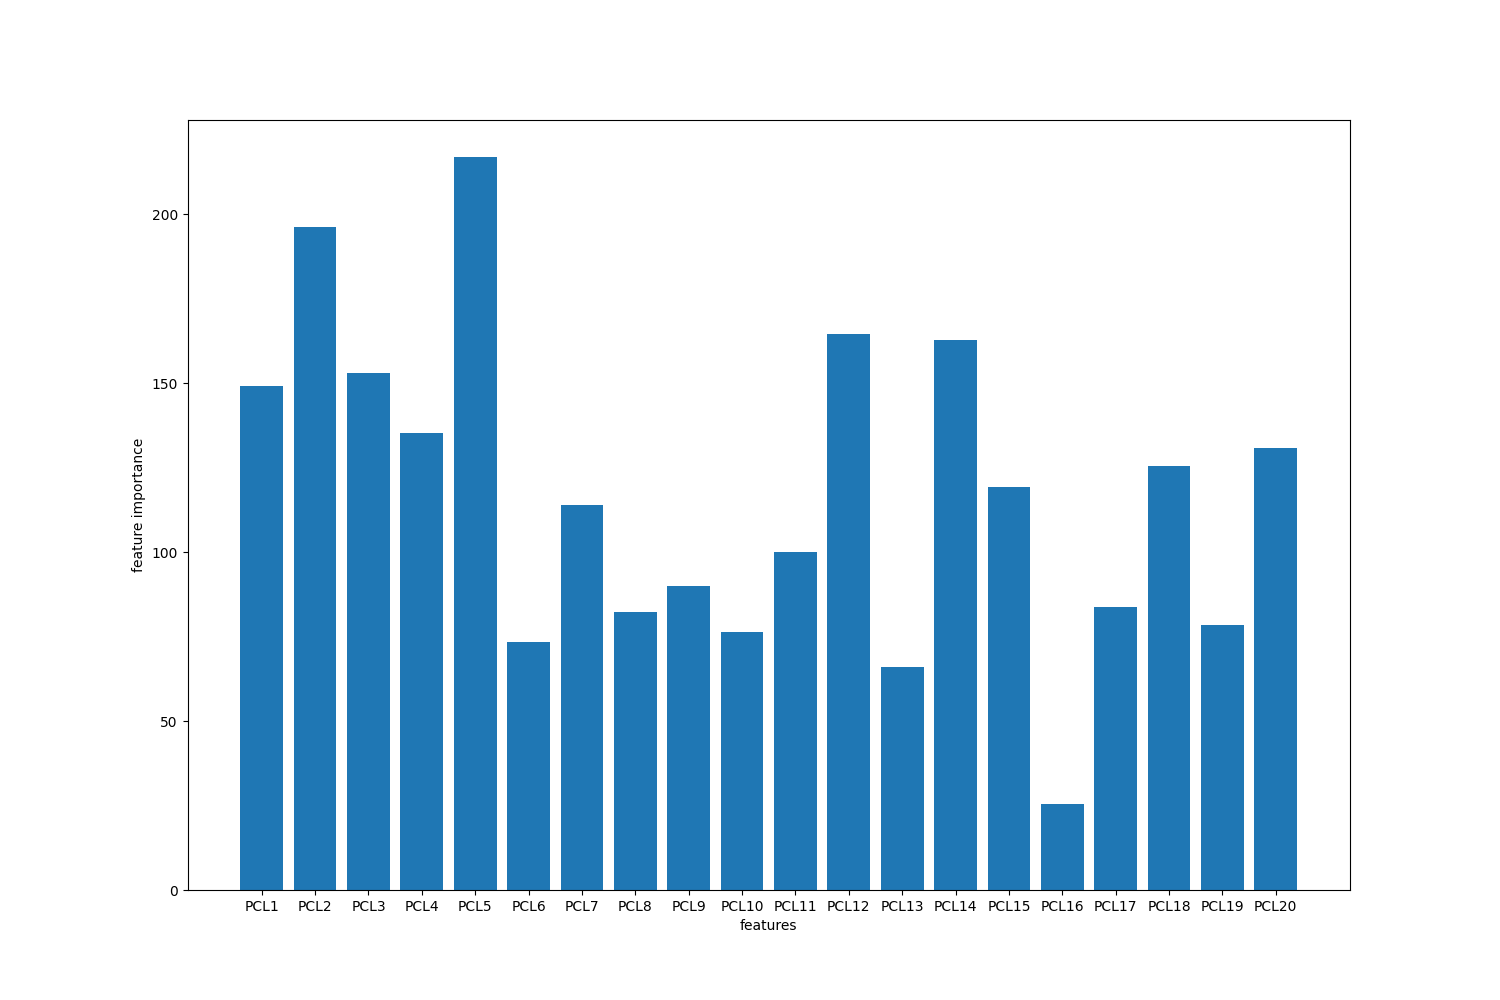 feature importance
200
150
100
50
0
PCL1 PCL2 PCL3 PCL4 PCL5 PCL6 PCL7 PCL8 PCL9 PCL10 PCL11 PCL12 PCL13 PCL14 PCL15 PCL16 PCL17 PCL18 PCL19 PCL20
features